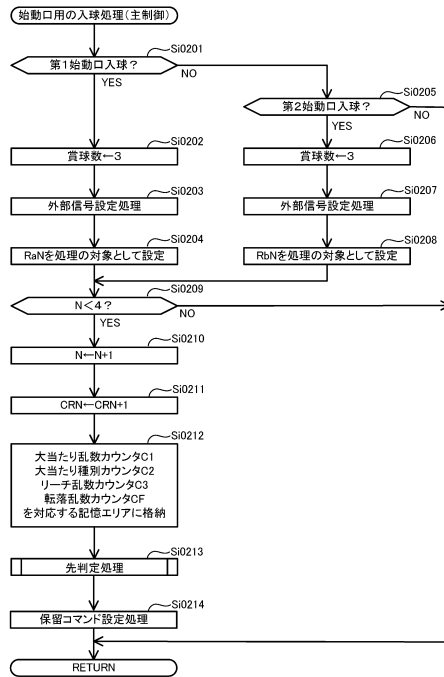 始動口用の入球処理(主制御)
Si0201
第1始動口入球？
NO
YES
Si0205
第2始動口入球？
NO
YES
Si0202
賞球数←3
Si0206
賞球数←3
Si0203
外部信号設定処理
Si0207
外部信号設定処理
Si0204
RaNを処理の対象として設定
Si0208
RbNを処理の対象として設定
Si0209
N＜4？
NO
YES
Si0210
N←N+1
Si0211
CRN←CRN+1
Si0212
大当たり乱数カウンタC1
大当たり種別カウンタC2
リーチ乱数カウンタC3
転落乱数カウンタCF
を対応する記憶エリアに格納
Si0213
先判定処理
Si0214
保留コマンド設定処理
RETURN